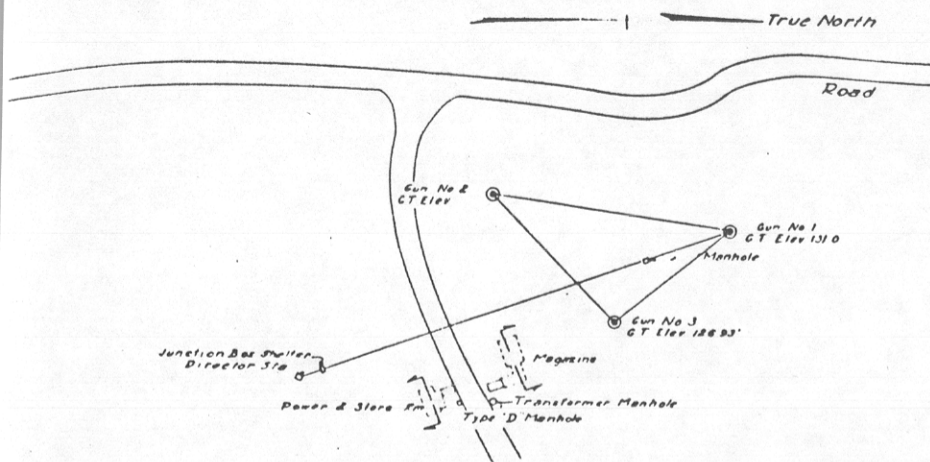 True North
Road
Gun No 2
GT Elev
Gun No 1
GT Elev 131 0
Manhole
Gun No 3
GT Elev 128 93'
Junction Box Shelter
Director Sta
Magazine
Power & Store Rm
Transformer Manhole
Type "D" Manhole